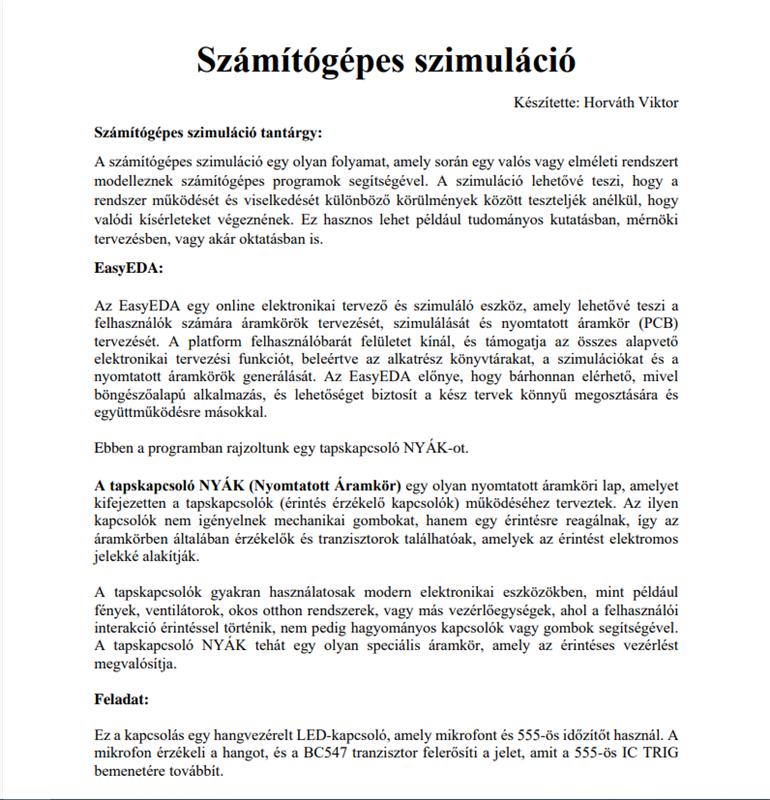 Számítógépes szimuláció
Készítette: Horváth Viktor
Számítógépes szimuláció tantárgy:
A számítógépes szimuláció egy olyan folyamat, amely során egy valós vagy elméleti rendszert
modelleznek számítógépes programok segítségével. A szimuláció lehetővé teszi, hogy a
rendszer működését és viselkedését különböző körülmények között teszteljék anélkül, hogy
valódi kísérleteket végeznének. Ez hasznos lehet például tudományos kutatásban, mérnöki
tervezésben, vagy akár oktatásban is.
EasyEDA:
Az EasyEDA egy online elektronikai tervező és szimuláló eszköz, amely lehetővé teszi a
felhasználók számára áramkörök tervezését, szimulálását és nyomtatott áramkör (PCB)
tervezését. A platform felhasználóbarát felületet kínál, és támogatja az összes alapvető
elektronikai tervezési funkciót, beleértve az alkatrész könyvtárakat, a szimulációkat és a
nyomtatott áramkörök generálását. Az EasyEDA előnye, hogy bárhonnan elérhető, mivel
böngészőalapú alkalmazás, és lehetőséget biztosít a kész tervek könnyű megosztására és
együttműködésre másokkal.
Ebben a programban rajzoltunk egy tapskapcsoló NYÁK-ot.
A tapskapcsoló NYÁK (Nyomtatott Áramkör) egy olyan nyomtatott áramköri lap, amelyet
kifejezetten a tapskapcsolók (érintés érzékelő kapcsolók) működéséhez terveztek. Az ilyen
kapcsolók nem igényelnek mechanikai gombokat, hanem egy érintésre reagálnak, így az
áramkörben általában érzékelők és tranzisztorok találhatóak, amelyek az érintést elektromos
jelekké alakítják.
A tapskapcsolók gyakran használatosak modern elektronikai eszközökben, mint például
fények, ventilátorok, okos otthon rendszerek, vagy más vezérlőegységek, ahol a felhasználói
interakció érintéssel történik, nem pedig hagyományos kapcsolók vagy gombok segítségével.
A tapskapcsoló NYÁK tehát egy olyan speciális áramkör, amely az érintéses vezérlést
megvalósítja.
Feladat:
Ez a kapcsolás egy hangvezérelt LED-kapcsoló, amely mikrofont és 555-ös időzítőt használ. A
mikrofon érzékeli a hangot, és a BC547 tranzisztor felerősíti a jelet, amit a 555-ös IC TRIG
bemenetére továbbít.